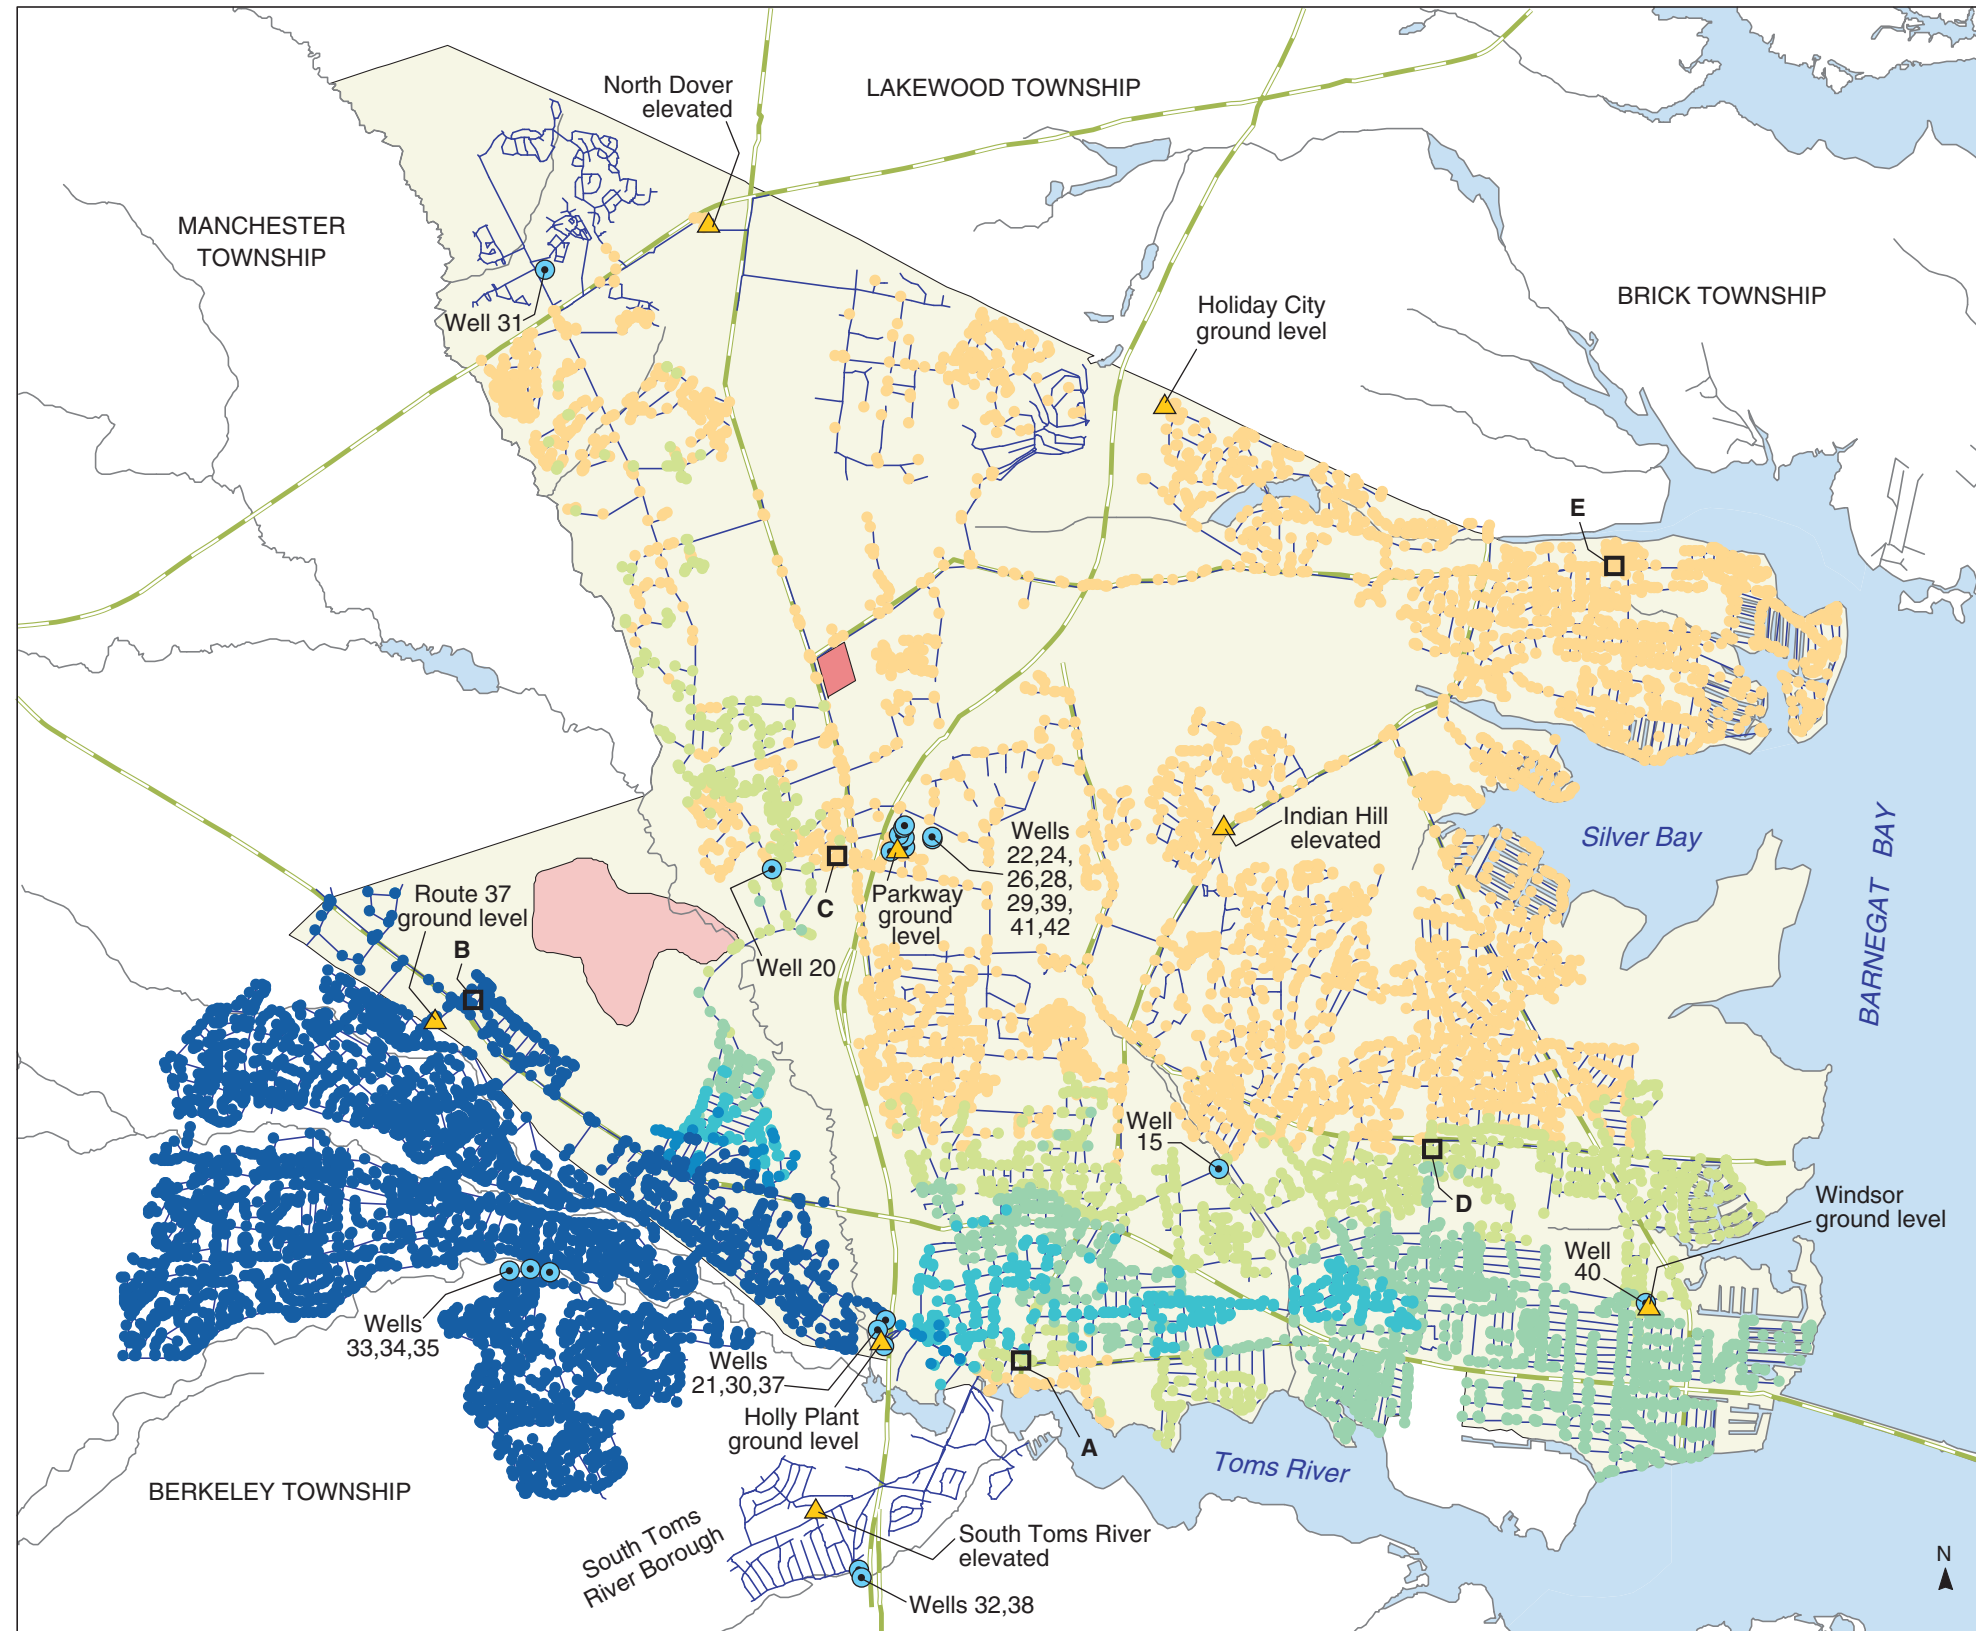 North Dover
elevated
LAKEWOOD TOWNSHIP
MANCHESTER
TOWNSHIP
Well 31
Holiday City
ground level
BRICK TOWNSHIP
E
Indian Hill
elevated
Silver Bay
BARNEGAT BAY
Wells
22,24,
26,28,
29,39,
41,42
Parkway
ground
level
C
Well 20
Route 37
ground level
B
Well
15
D
Windsor
ground level
Well
40
Wells
33,34,35
Wells
21,30,37
Holly Plant
ground level
A
Toms River
BERKELEY TOWNSHIP
South Toms
River Borough
South Toms River
elevated
Wells 32,38
N